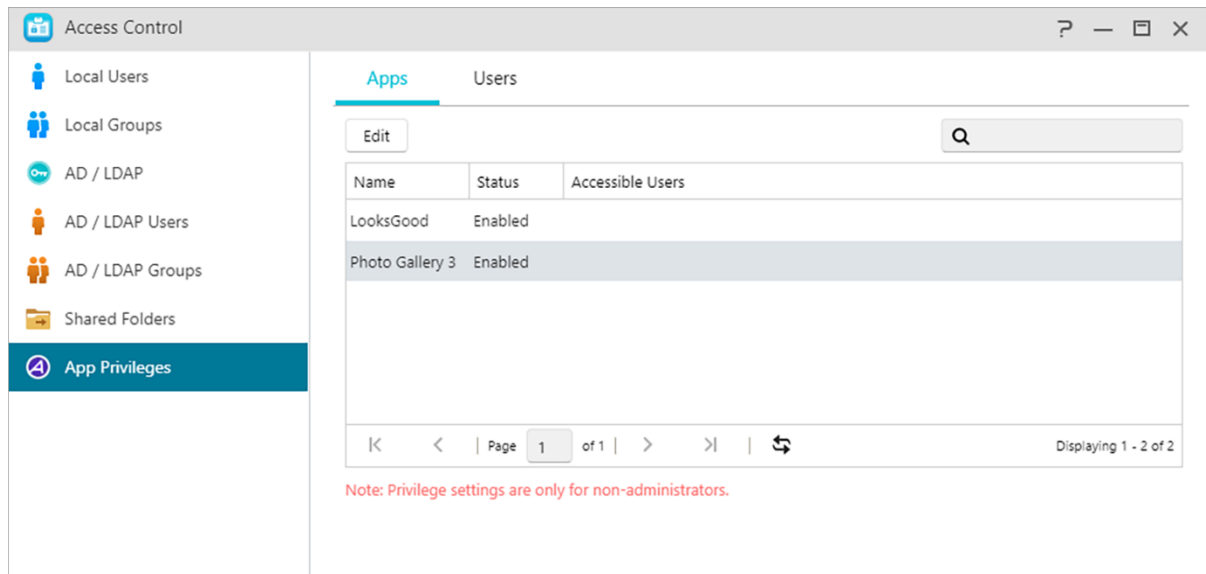 Access Control
Local Users
Local Groups
AD / LDAP
AD / LDAP Users
AD / LDAP Groups
Shared Folders
App Privileges
Apps Users
Edit
Name Status Accessible Users
LooksGood Enabled
Photo Gallery 3 Enabled
Page 1 of 1 Displaying 1 - 2 of 2
Note: Privilege settings are only for non-administrators.